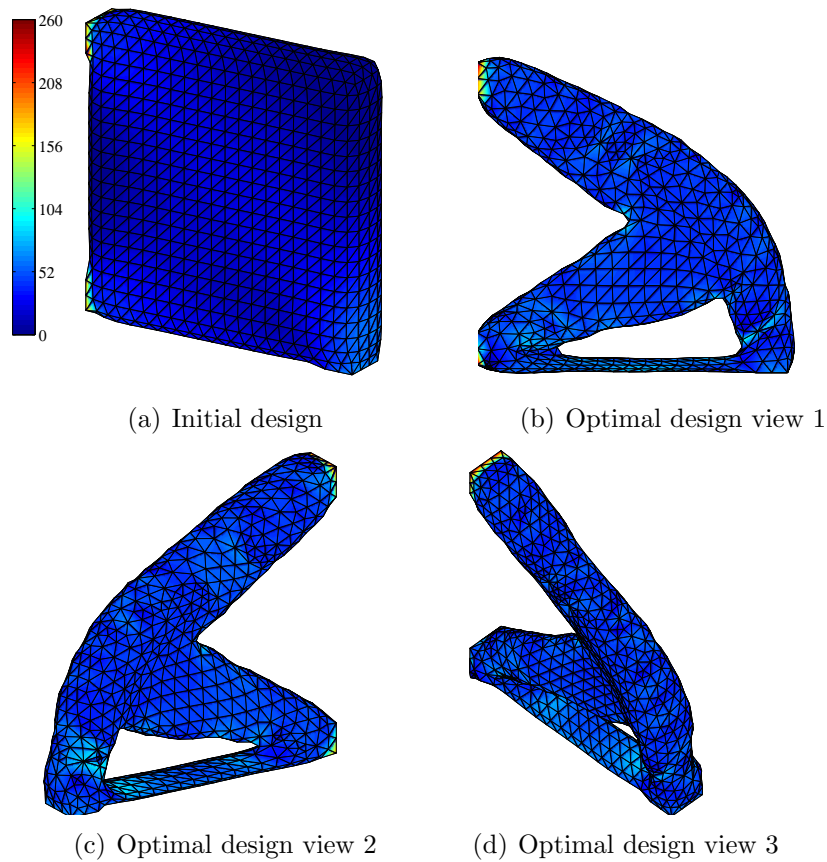 260
208
156
104
52
0
(a) Initial design
(b) Optimal design view 1
(c) Optimal design view 2
(d) Optimal design view 3